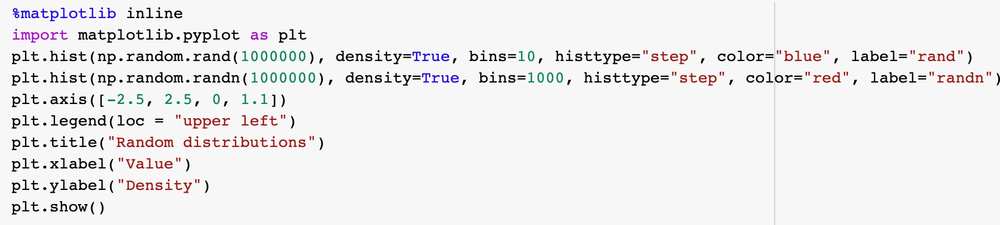 %matplotlib inline
import matplotlib.pyplot as plt
plt.hist(np.random.rand(1000000), density=True, bins=10, histtype="step", color="blue", label="rand")
plt.hist(np.random.randn(1000000), density=True, bins=1000, histtype="step", color="red", label="randn")
plt.axis([-2.5, 2.5, 0, 1.1])
plt.legend(loc = "upper left")
plt.title("Random distributions")
plt.xlabel("Value")
plt.ylabel("Density")
plt.show()